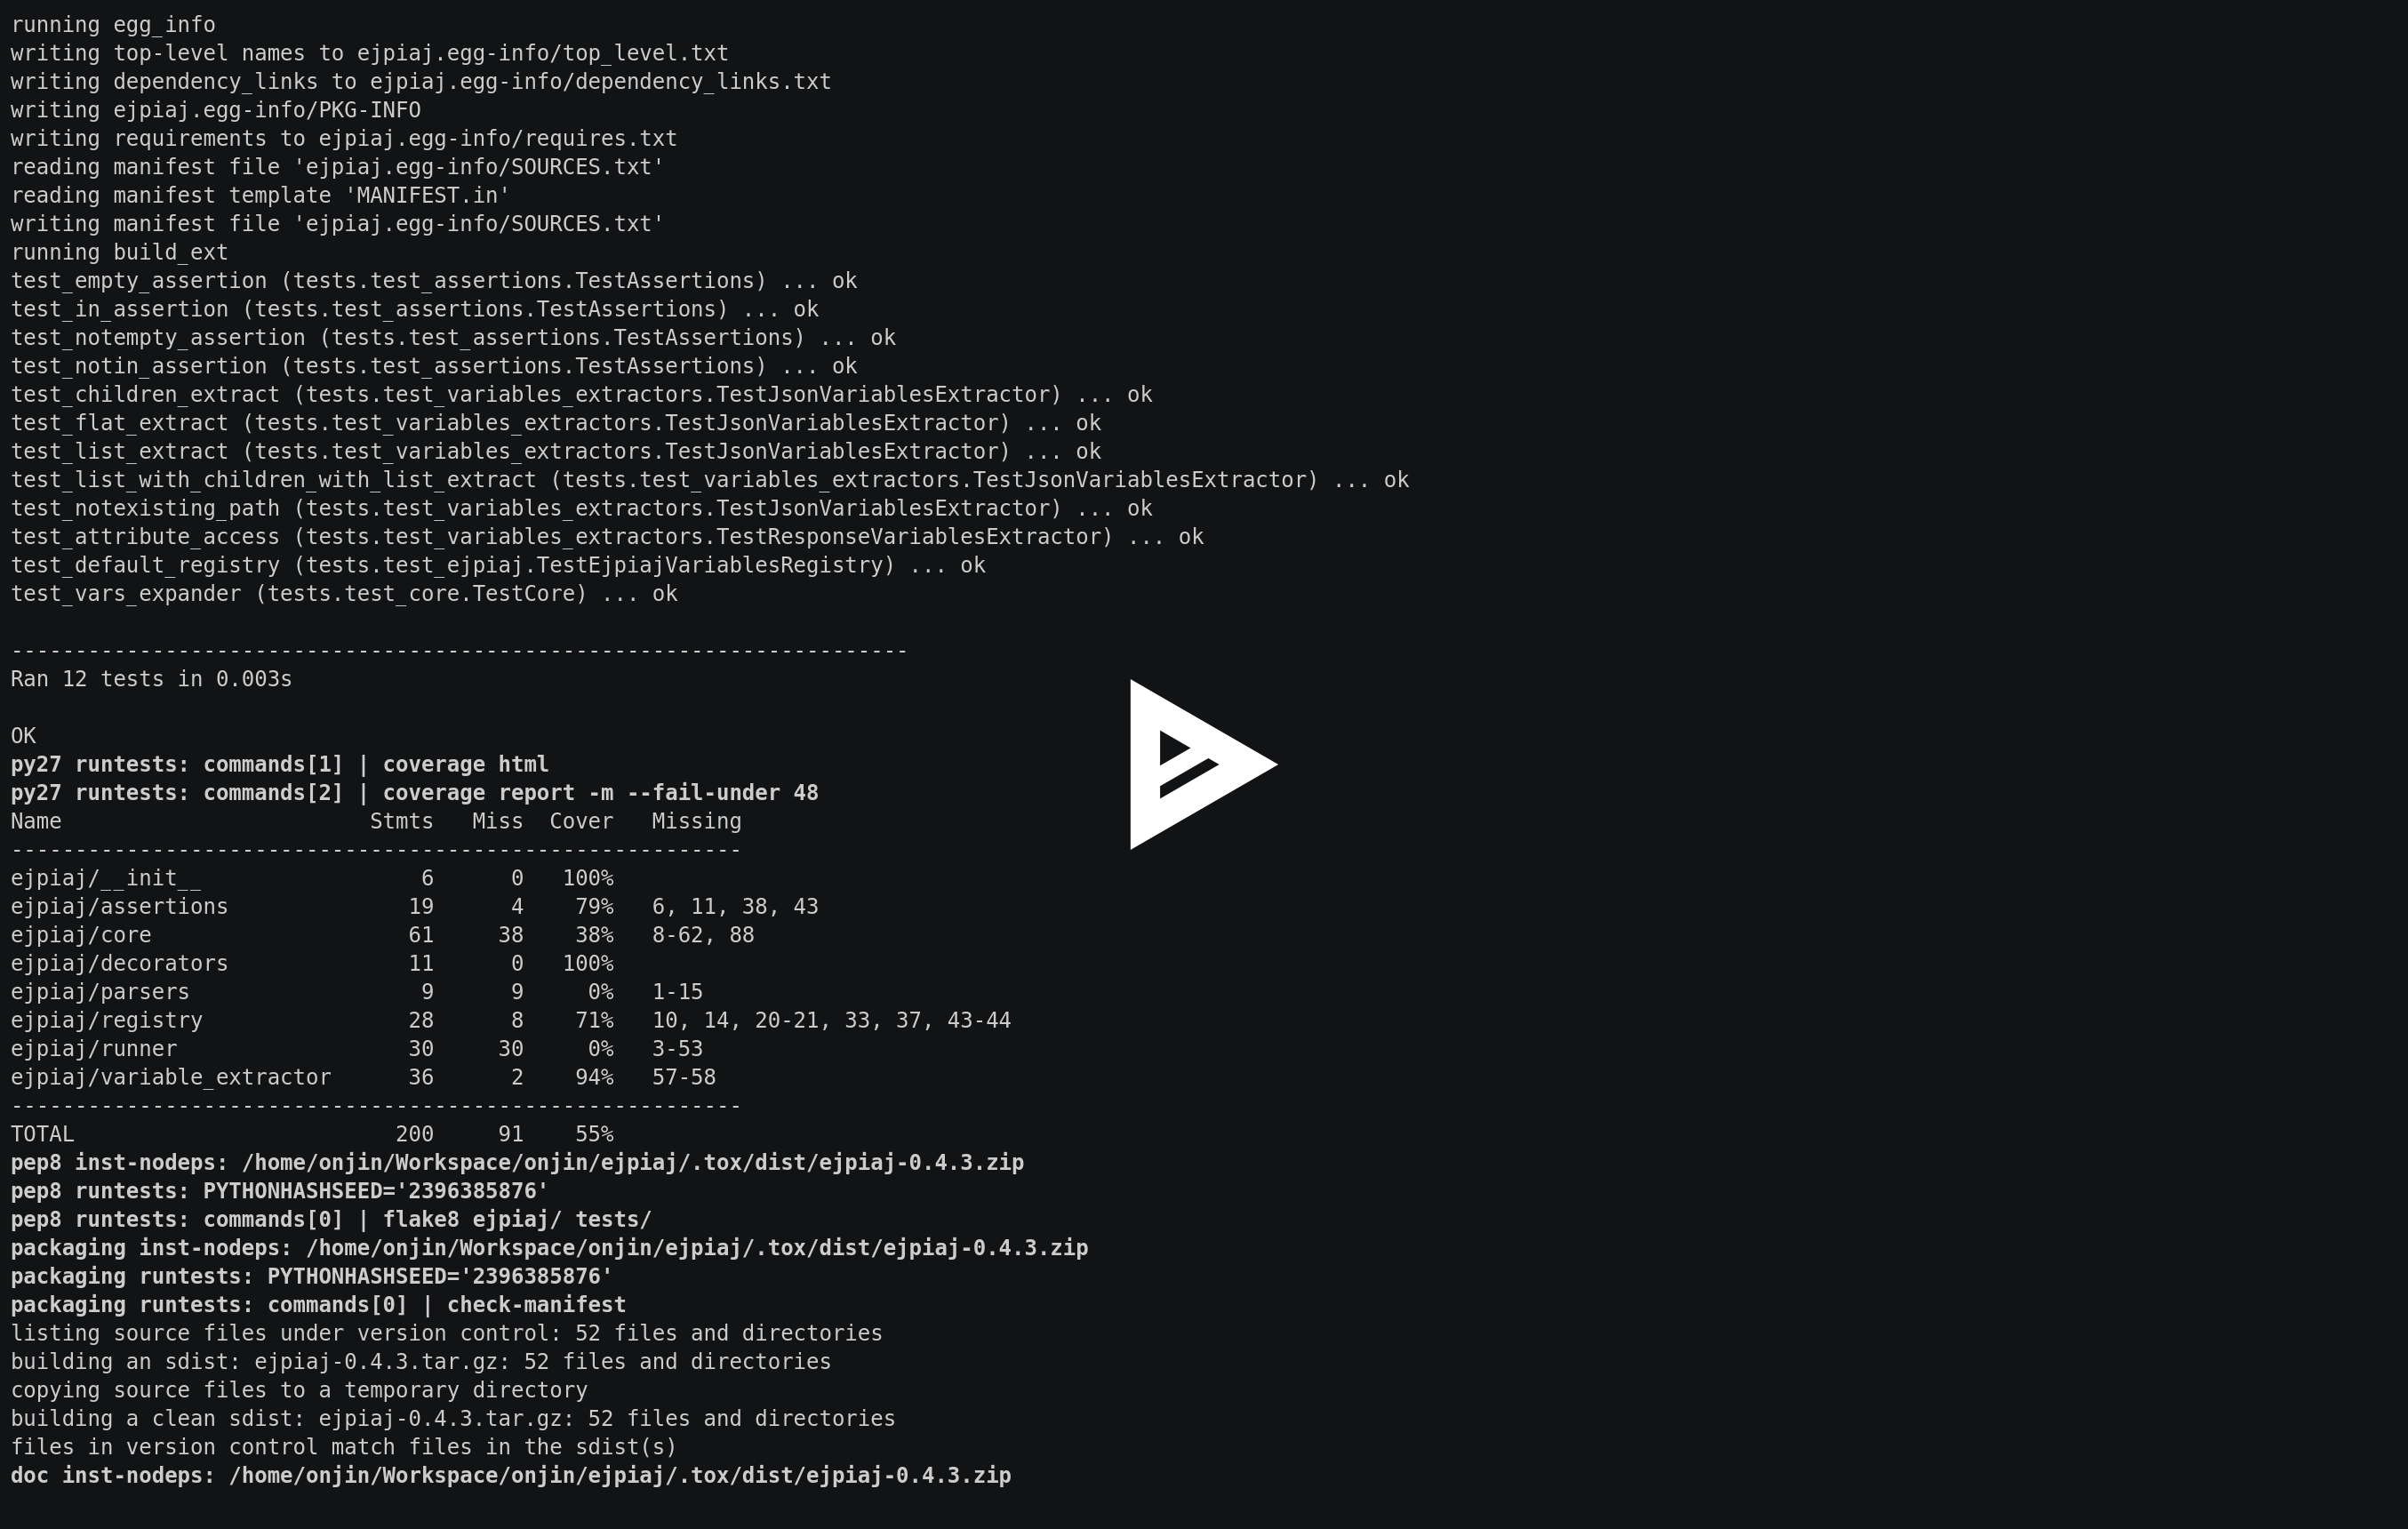 running egg_info
writing top-level names to ejpiaj.egg-info/top_level.txt
writing dependency_links to ejpiaj.egg-info/dependency_links.txt
writing ejpiaj.egg-info/PKG-INFO
writing requirements to ejpiaj.egg-info/requires.txt
reading manifest file 'ejpiaj.egg-info/SOURCES.txt'
reading manifest template 'MANIFEST.in'
writing manifest file 'ejpiaj.egg-info/SOURCES.txt'
running build_ext
test_empty_assertion (tests.test_assertions.TestAssertions) ... ok
test_in_assertion (tests.test_assertions.TestAssertions) ... ok
test_notempty_assertion (tests.test_assertions.TestAssertions) ... ok
test_notin_assertion (tests.test_assertions.TestAssertions) ... ok
test_children_extract (tests.test_variables_extractors.TestJsonVariablesExtractor) ... ok
test_flat_extract (tests.test_variables_extractors.TestJsonVariablesExtractor) ... ok
test_list_extract (tests.test_variables_extractors.TestJsonVariablesExtractor) ... ok
test_list_with_children_with_list_extract (tests.test_variables_extractors.TestJsonVariablesExtractor) ... ok
test_notexisting_path (tests.test_variables_extractors.TestJsonVariablesExtractor) ... ok
test_attribute_access (tests.test_variables_extractors.TestResponseVariablesExtractor) ... ok
test_default_registry (tests.test_ejpiaj.TestEjpiajVariablesRegistry) ... ok
test_vars_expander (tests.test_core.TestCore) ... ok

----------------------------------------------------------------------
Ran 12 tests in 0.003s

OK
py27 runtests: commands[1] | coverage html
py27 runtests: commands[2] | coverage report -m --fail-under 48
Name                        Stmts   Miss  Cover   Missing
---------------------------------------------------------
ejpiaj/__init__                 6      0   100%
ejpiaj/assertions              19      4    79%   6, 11, 38, 43
ejpiaj/core                    61     38    38%   8-62, 88
ejpiaj/decorators              11      0   100%
ejpiaj/parsers                  9      9     0%   1-15
ejpiaj/registry                28      8    71%   10, 14, 20-21, 33, 37, 43-44
ejpiaj/runner                  30     30     0%   3-53
ejpiaj/variable_extractor      36      2    94%   57-58
---------------------------------------------------------
TOTAL                         200     91    55%
pep8 inst-nodeps: /home/onjin/Workspace/onjin/ejpiaj/.tox/dist/ejpiaj-0.4.3.zip
pep8 runtests: PYTHONHASHSEED='2396385876'
pep8 runtests: commands[0] | flake8 ejpiaj/ tests/
packaging inst-nodeps: /home/onjin/Workspace/onjin/ejpiaj/.tox/dist/ejpiaj-0.4.3.zip
packaging runtests: PYTHONHASHSEED='2396385876'
packaging runtests: commands[0] | check-manifest
listing source files under version control: 52 files and directories
building an sdist: ejpiaj-0.4.3.tar.gz: 52 files and directories
copying source files to a temporary directory
building a clean sdist: ejpiaj-0.4.3.tar.gz: 52 files and directories
files in version control match files in the sdist(s)
doc inst-nodeps: /home/onjin/Workspace/onjin/ejpiaj/.tox/dist/ejpiaj-0.4.3.zip